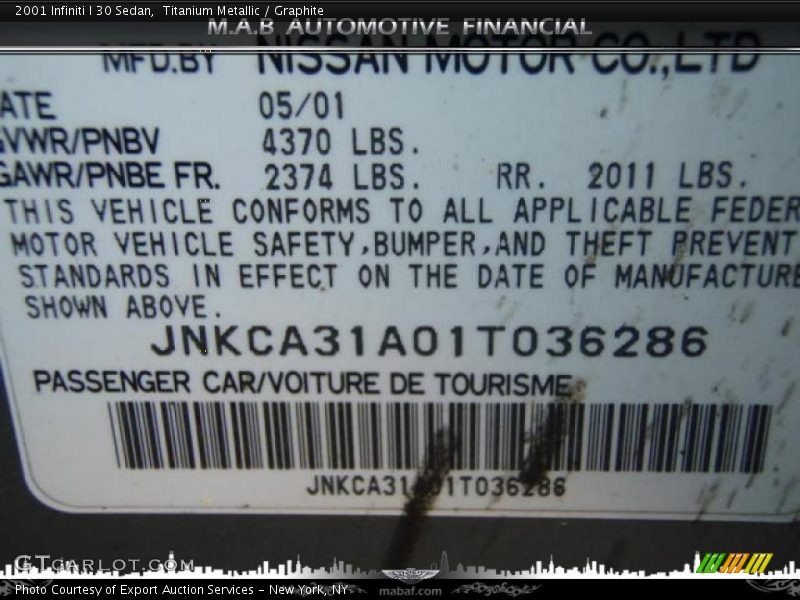 2001 Infiniti I 30 Sedan,  Titanium Metallic / Graphite
M.A.B AUTOMOTIVE FINANCIAL
MFD.BY NISSAN MOTOR CO.,LTD
ATE 05/01
GVWR/PNBV 4370 LBS.
GAWR/PNBE FR. 2374 LBS. RR. 2011 LBS.
THIS VEHICLE CONFORMS TO ALL APPLICABLE FEDER
MOTOR VEHICLE SAFETY,BUMPER,AND THEFT PREVENT
STANDARDS IN EFFECT ON THE DATE OF MANUFACTURE
SHOWN ABOVE.
JNKCA31A01T036286
PASSENGER CAR/VOITURE DE TOURISME
JNKCA31A01T036286
GTcarlot.com
Photo Courtesy of Export Auction Services - New York, NY
mabaf.com